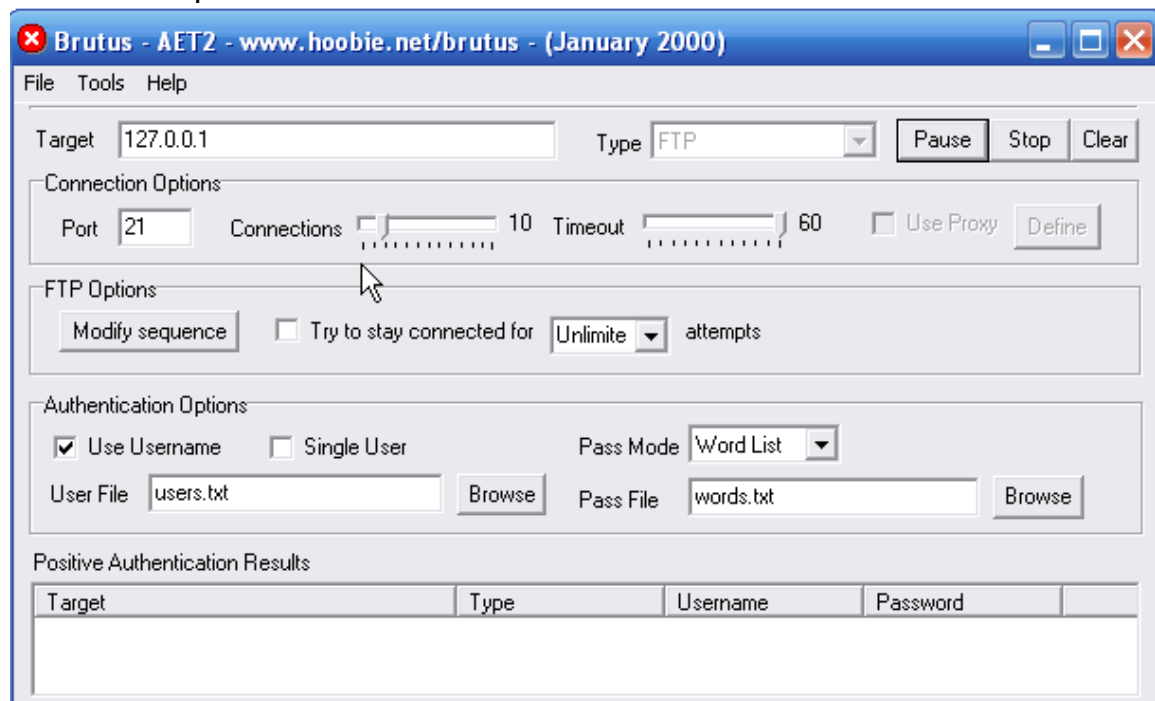 Brutus - AET2 - www.hoobie.net/brutus - (January 2000)
File Tools Help
Target 127.0.0.1 Type FTP Pause Stop Clear
Connection Options
Port 21 Connections 10 Timeout 60 Use Proxy Define
FTP Options
Modify sequence Try to stay connected for Unlimite attempts
Authentication Options
Use Username Single User Pass Mode Word List
User File users.txt Browse Pass File words.txt Browse
Positive Authentication Results
Target Type Username Password